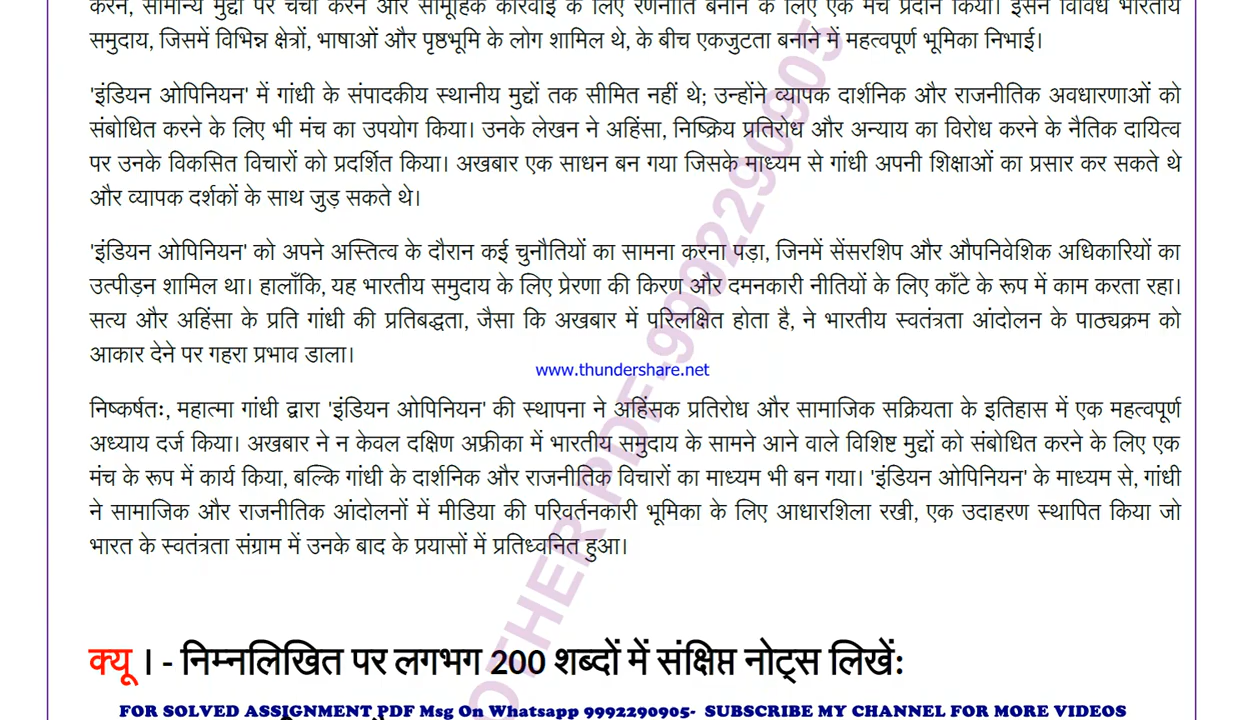 करने, सामान्य मुद्दों पर चर्चा करने और सामूहिक कार्रवाई के लिए रणनीति बनाने के लिए एक मंच प्रदान किया। इसने विविध भारतीय
समुदाय, जिसमें विभिन्न क्षेत्रों, भाषाओं और पृष्ठभूमि के लोग शामिल थे, के बीच एकजुटता बनाने में महत्वपूर्ण भूमिका निभाई।
'इंडियन ओपिनियन' में गांधी के संपादकीय स्थानीय मुद्दों तक सीमित नहीं थे; उन्होंने व्यापक दार्शनिक और राजनीतिक अवधारणाओं को
संबोधित करने के लिए भी मंच का उपयोग किया। उनके लेखन ने अहिंसा, निष्क्रिय प्रतिरोध और अन्याय का विरोध करने के नैतिक दायित्व
पर उनके विकसित विचारों को प्रदर्शित किया। अखबार एक साधन बन गया जिसके माध्यम से गांधी अपनी शिक्षाओं का प्रसार कर सकते थे
और व्यापक दर्शकों के साथ जुड़ सकते थे।
'इंडियन ओपिनियन' को अपने अस्तित्व के दौरान कई चुनौतियों का सामना करना पड़ा, जिनमें सेंसरशिप और औपनिवेशिक अधिकारियों का
उत्पीड़न शामिल था। हालाँकि, यह भारतीय समुदाय के लिए प्रेरणा की किरण और दमनकारी नीतियों के लिए काँटे के रूप में काम करता रहा।
सत्य और अहिंसा के प्रति गांधी की प्रतिबद्धता, जैसा कि अखबार में परिलक्षित होता है, ने भारतीय स्वतंत्रता आंदोलन के पाठ्यक्रम को
आकार देने पर गहरा प्रभाव डाला।
www.thundershare.net
निष्कर्षतः, महात्मा गांधी द्वारा 'इंडियन ओपिनियन' की स्थापना ने अहिंसक प्रतिरोध और सामाजिक सक्रियता के इतिहास में एक महत्वपूर्ण
अध्याय दर्ज किया। अखबार ने न केवल दक्षिण अफ्रीका में भारतीय समुदाय के सामने आने वाले विशिष्ट मुद्दों को संबोधित करने के लिए एक
मंच के रूप में कार्य किया, बल्कि गांधी के दार्शनिक और राजनीतिक विचारों का माध्यम भी बन गया। 'इंडियन ओपिनियन' के माध्यम से, गांधी
ने सामाजिक और राजनीतिक आंदोलनों में मीडिया की परिवर्तनकारी भूमिका के लिए आधारशिला रखी, एक उदाहरण स्थापित किया जो
भारत के स्वतंत्रता संग्राम में उनके बाद के प्रयासों में प्रतिध्वनित हुआ।
क्यू । - निम्नलिखित पर लगभग 200 शब्दों में संक्षिप्त नोट्स लिखें:
FOR SOLVED ASSIGNMENT PDF Msg On Whatsapp 9992290905- SUBSCRIBE MY CHANNEL FOR MORE VIDEOS
OTHER PDF-9992290905